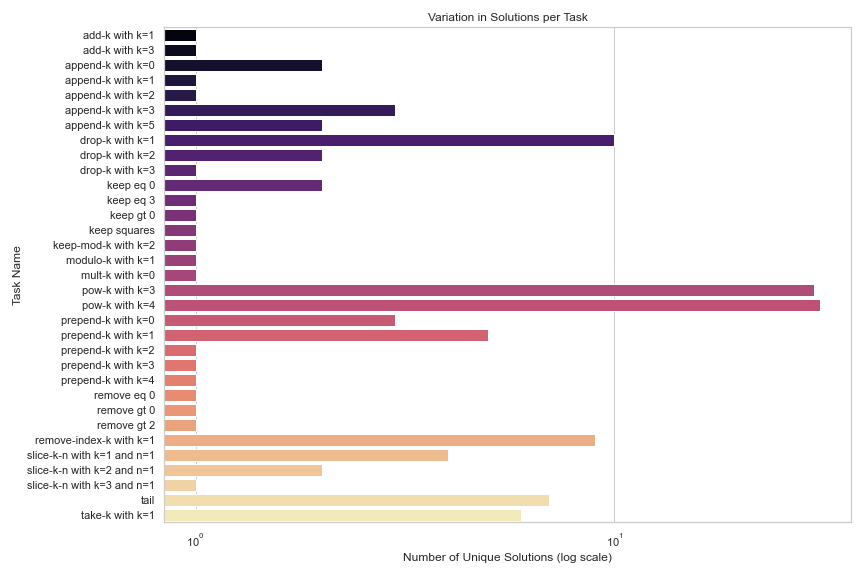 Variation in Solutions per Task
add-k with k=1
add-k with k=3
append-k with k=0
append-k with k=1
append-k with k=2
append-k with k=3
append-k with k=5
drop-k with k=1
drop-k with k=2
drop-k with k=3
keep eq 0
keep eq 3
keep gt 0
keep squares
keep-mod-k with k=2
modulo-k with k=1
mult-k with k=0
pow-k with k=3
pow-k with k=4
prepend-k with k=0
prepend-k with k=1
prepend-k with k=2
prepend-k with k=3
prepend-k with k=4
remove eq 0
remove gt 0
remove gt 2
remove-index-k with k=1
slice-k-n with k=1 and n=1
slice-k-n with k=2 and n=1
slice-k-n with k=3 and n=1
tail
take-k with k=1
Task Name
10⁰ 10¹
Number of Unique Solutions (log scale)